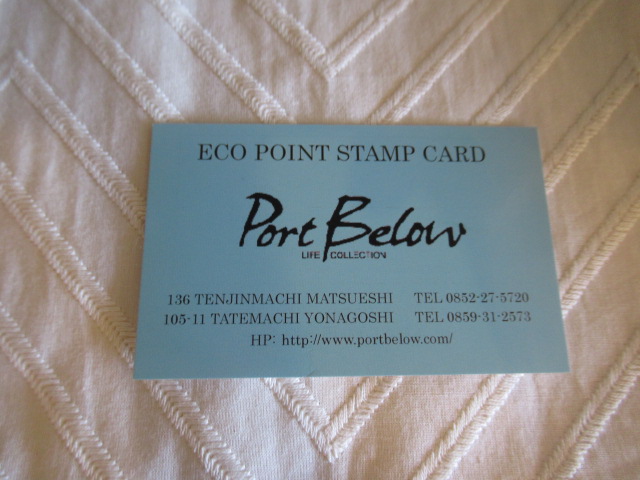 ECO POINT STAMP CARD
Port Below
LIFE COLLECTION
136 TENJINMACHI MATSUESHI TEL 0852-27-5720
105-11 TATEMACHI YONAGOSHI TEL 0859-31-2573
HP: http://www.portbelow.com/